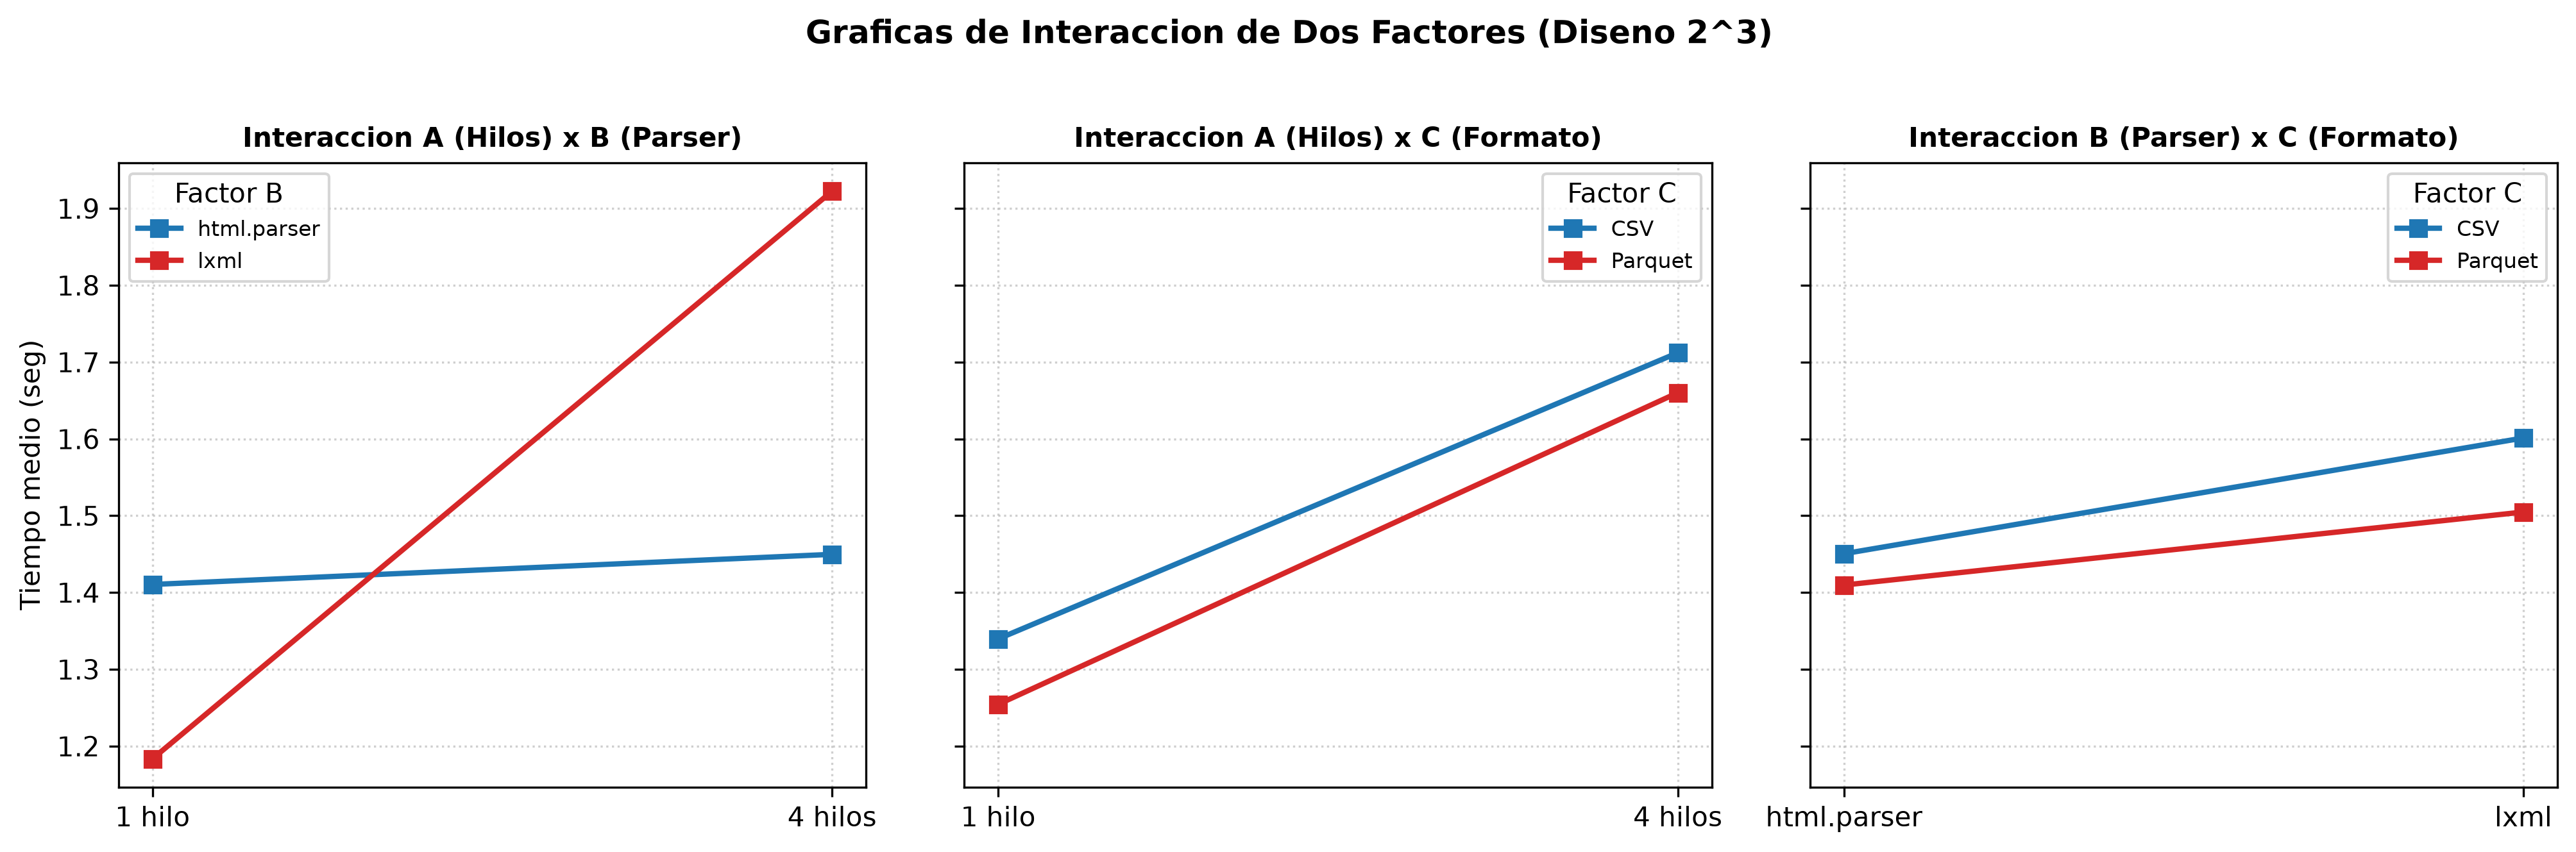 Graficas de Interaccion de Dos Factores (Diseno 2^3)
Interaccion A (Hilos) x B (Parser)
Factor B
html.parser
lxml
Tiempo medio (seg)
1.9
1.8
1.7
1.6
1.5
1.4
1.3
1.2
1 hilo
4 hilos
Interaccion A (Hilos) x C (Formato)
Factor C
CSV
Parquet
1 hilo
4 hilos
Interaccion B (Parser) x C (Formato)
Factor C
CSV
Parquet
html.parser
lxml